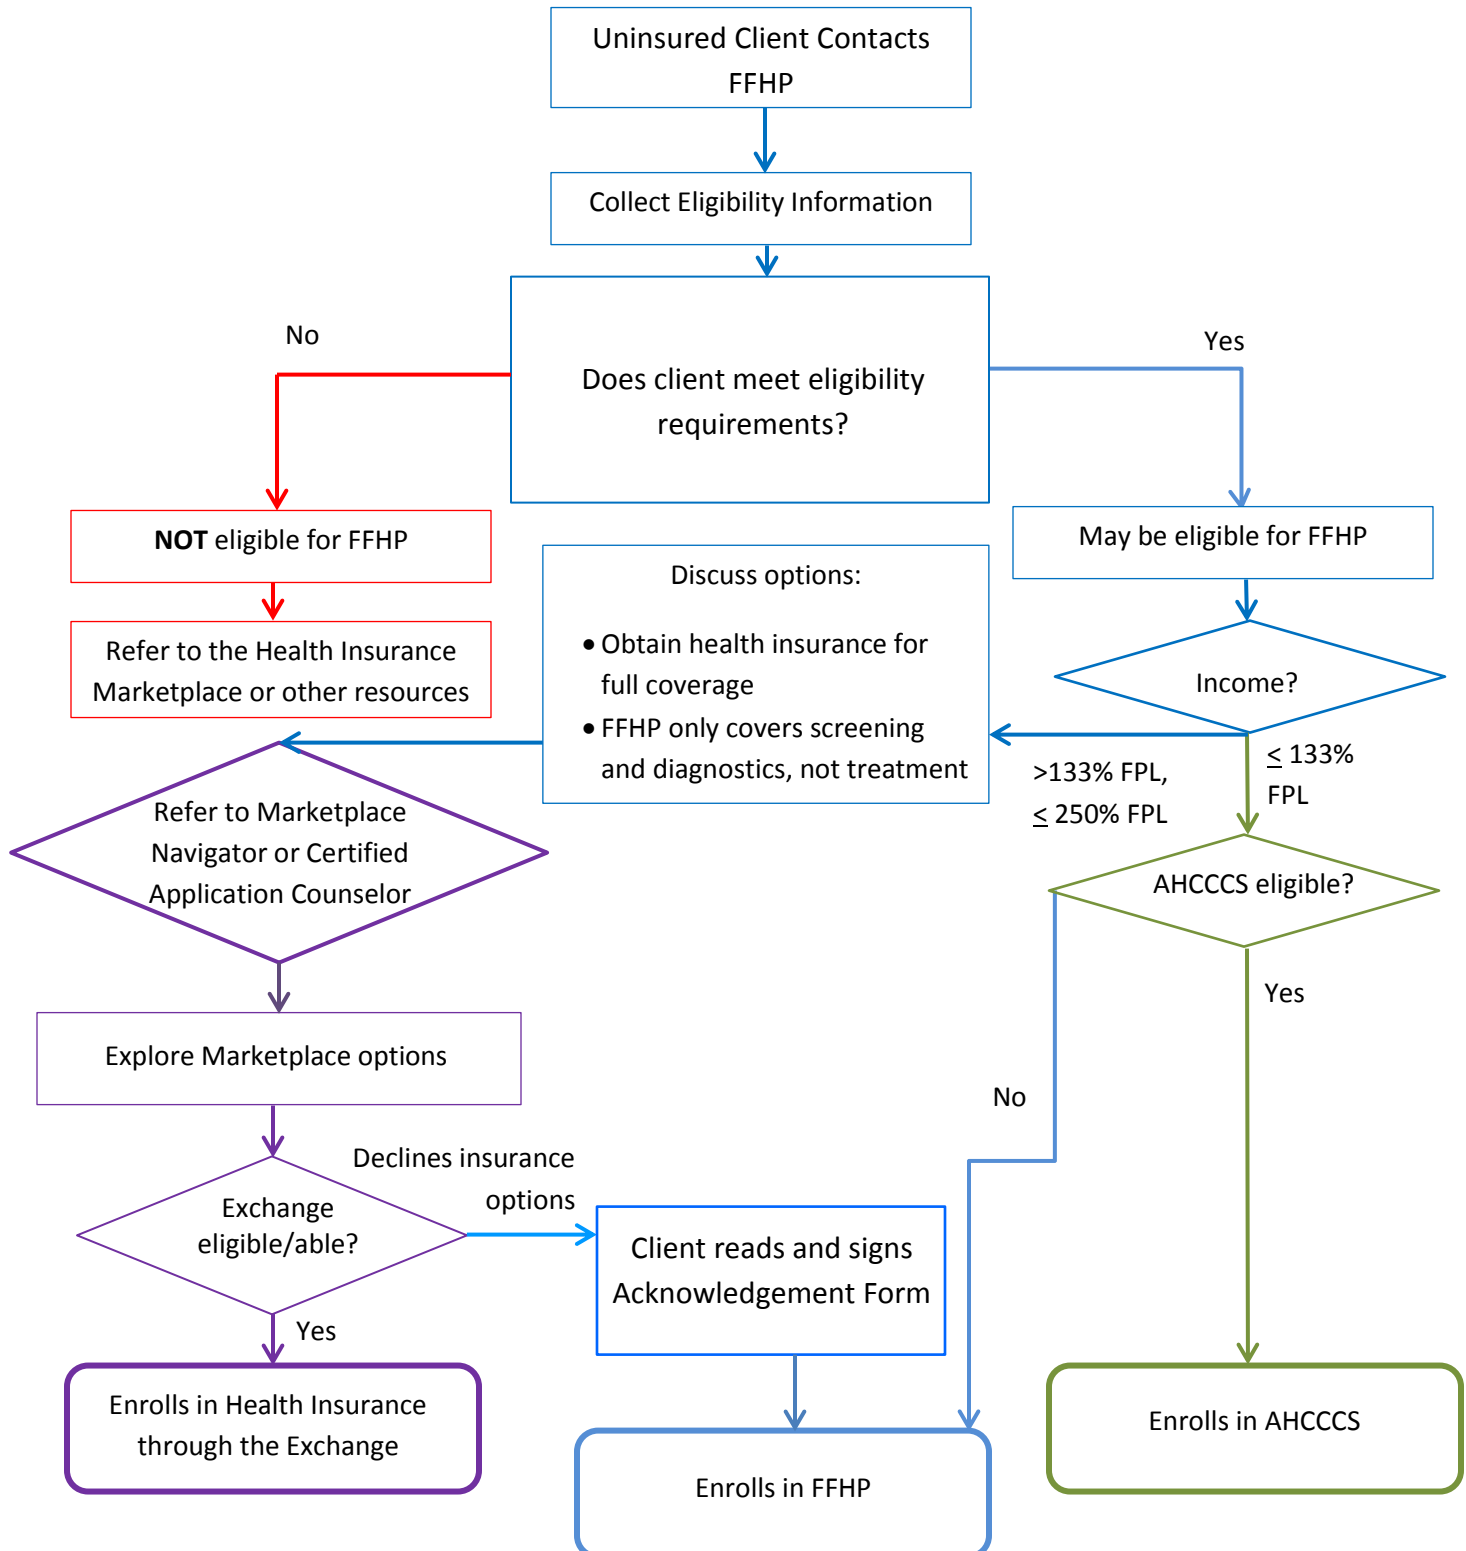 Uninsured Client Contacts
FFHP
Collect Eligibility Information
No
Yes
Does client meet eligibility
requirements?
NOT eligible for FFHP
May be eligible for FFHP
Discuss options:
• Obtain health insurance for
full coverage
• FFHP only covers screening
and diagnostics, not treatment
Refer to the Health Insurance
Marketplace or other resources
Income?
>133% FPL,
≤ 250% FPL
≤ 133%
FPL
Refer to Marketplace
Navigator or Certified
Application Counselor
AHCCCS eligible?
Yes
No
Explore Marketplace options
Declines insurance
options
Exchange
eligible/able?
Client reads and signs
Acknowledgement Form
Yes
Enrolls in Health Insurance
through the Exchange
Enrolls in FFHP
Enrolls in AHCCCS